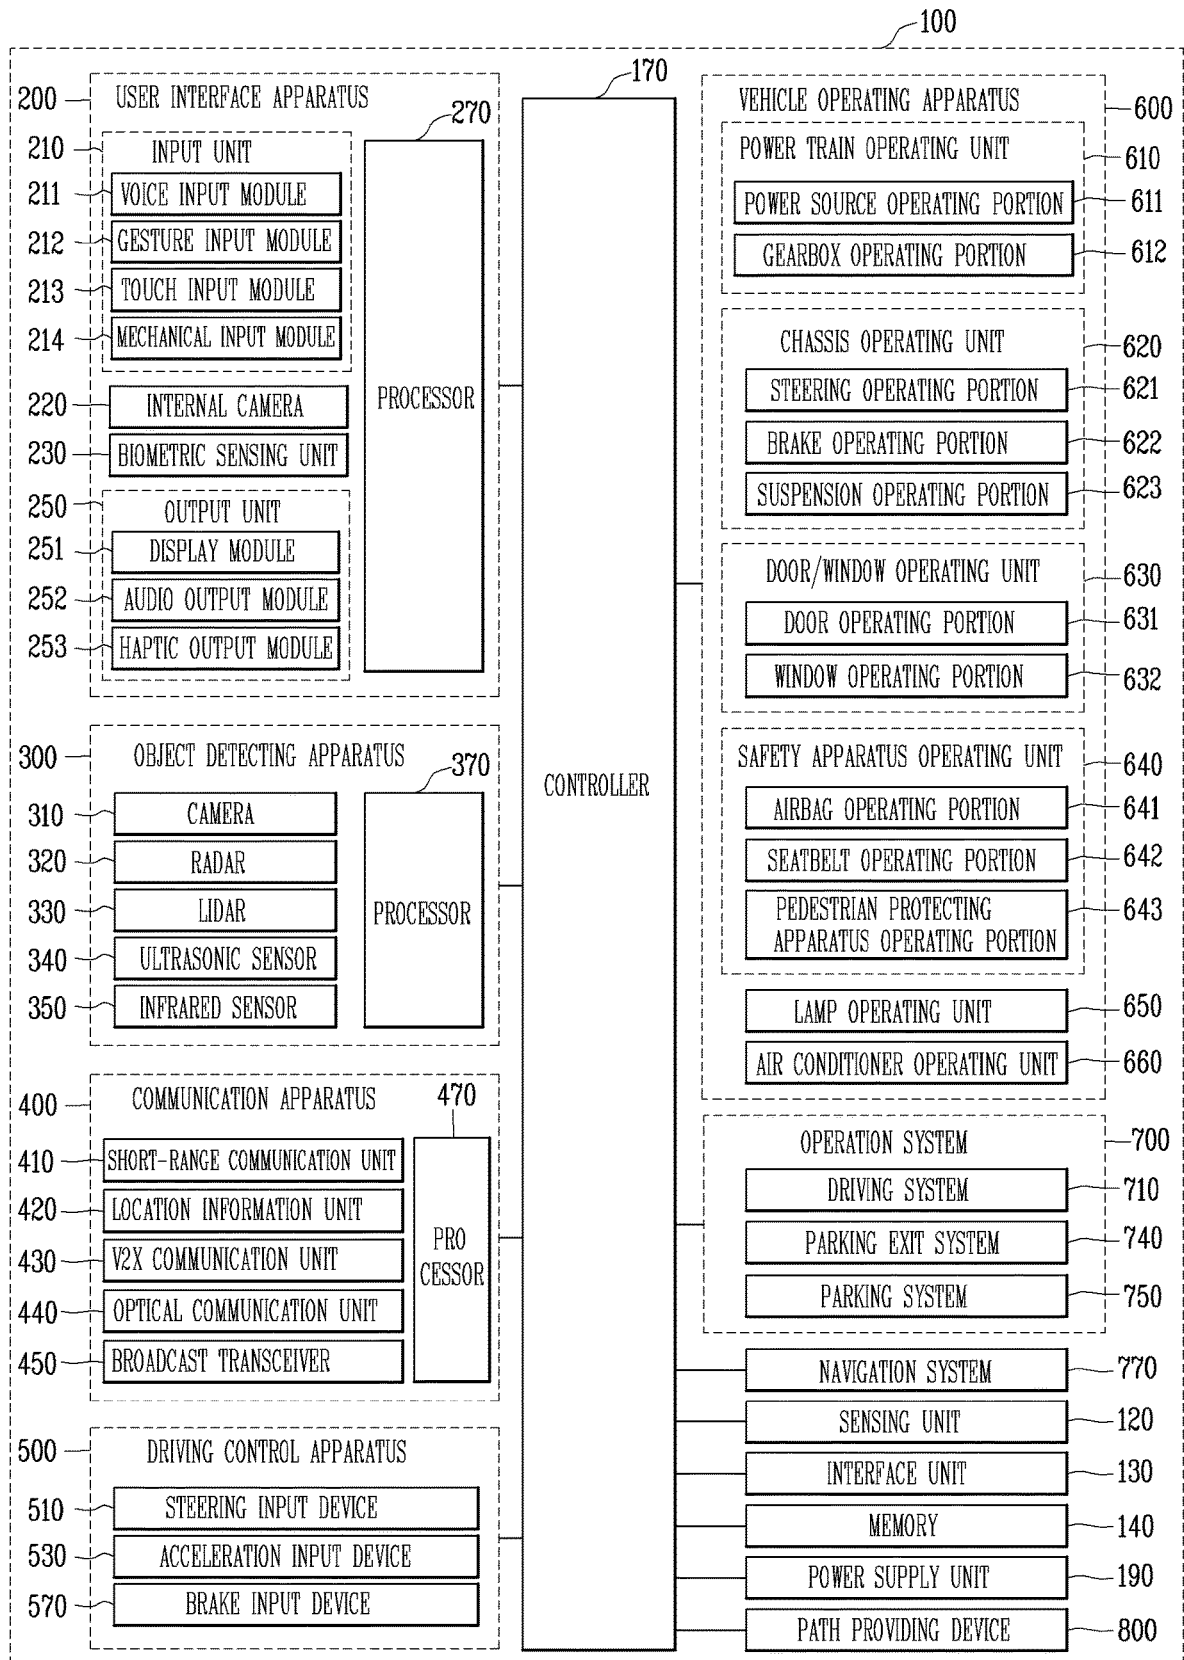 100
170
200
USER INTERFACE APPARATUS
270
210
INPUT UNIT
211
VOICE INPUT MODULE
212
GESTURE INPUT MODULE
213
TOUCH INPUT MODULE
214
MECHANICAL INPUT MODULE
220
INTERNAL CAMERA
230
BIOMETRIC SENSING UNIT
250
OUTPUT UNIT
251
DISPLAY MODULE
252
AUDIO OUTPUT MODULE
253
HAPTIC OUTPUT MODULE
PROCESSOR
300
OBJECT DETECTING APPARATUS
370
310
CAMERA
320
RADAR
330
LIDAR
340
ULTRASONIC SENSOR
350
INFRARED SENSOR
PROCESSOR
400
COMMUNICATION APPARATUS
470
410
SHORT-RANGE COMMUNICATION UNIT
420
LOCATION INFORMATION UNIT
430
V2X COMMUNICATION UNIT
440
OPTICAL COMMUNICATION UNIT
450
BROADCAST TRANSCEIVER
PRO
CESSOR
500
DRIVING CONTROL APPARATUS
510
STEERING INPUT DEVICE
530
ACCELERATION INPUT DEVICE
570
BRAKE INPUT DEVICE
CONTROLLER
VEHICLE OPERATING APPARATUS
600
POWER TRAIN OPERATING UNIT
610
POWER SOURCE OPERATING PORTION
611
GEARBOX OPERATING PORTION
612
CHASSIS OPERATING UNIT
620
STEERING OPERATING PORTION
621
BRAKE OPERATING PORTION
622
SUSPENSION OPERATING PORTION
623
DOOR/WINDOW OPERATING UNIT
630
DOOR OPERATING PORTION
631
WINDOW OPERATING PORTION
632
SAFETY APPARATUS OPERATING UNIT
640
AIRBAG OPERATING PORTION
641
SEATBELT OPERATING PORTION
642
PEDESTRIAN PROTECTING
APPARATUS OPERATING PORTION
643
LAMP OPERATING UNIT
650
AIR CONDITIONER OPERATING UNIT
660
OPERATION SYSTEM
700
DRIVING SYSTEM
710
PARKING EXIT SYSTEM
740
PARKING SYSTEM
750
NAVIGATION SYSTEM
770
SENSING UNIT
120
INTERFACE UNIT
130
MEMORY
140
POWER SUPPLY UNIT
190
PATH PROVIDING DEVICE
800